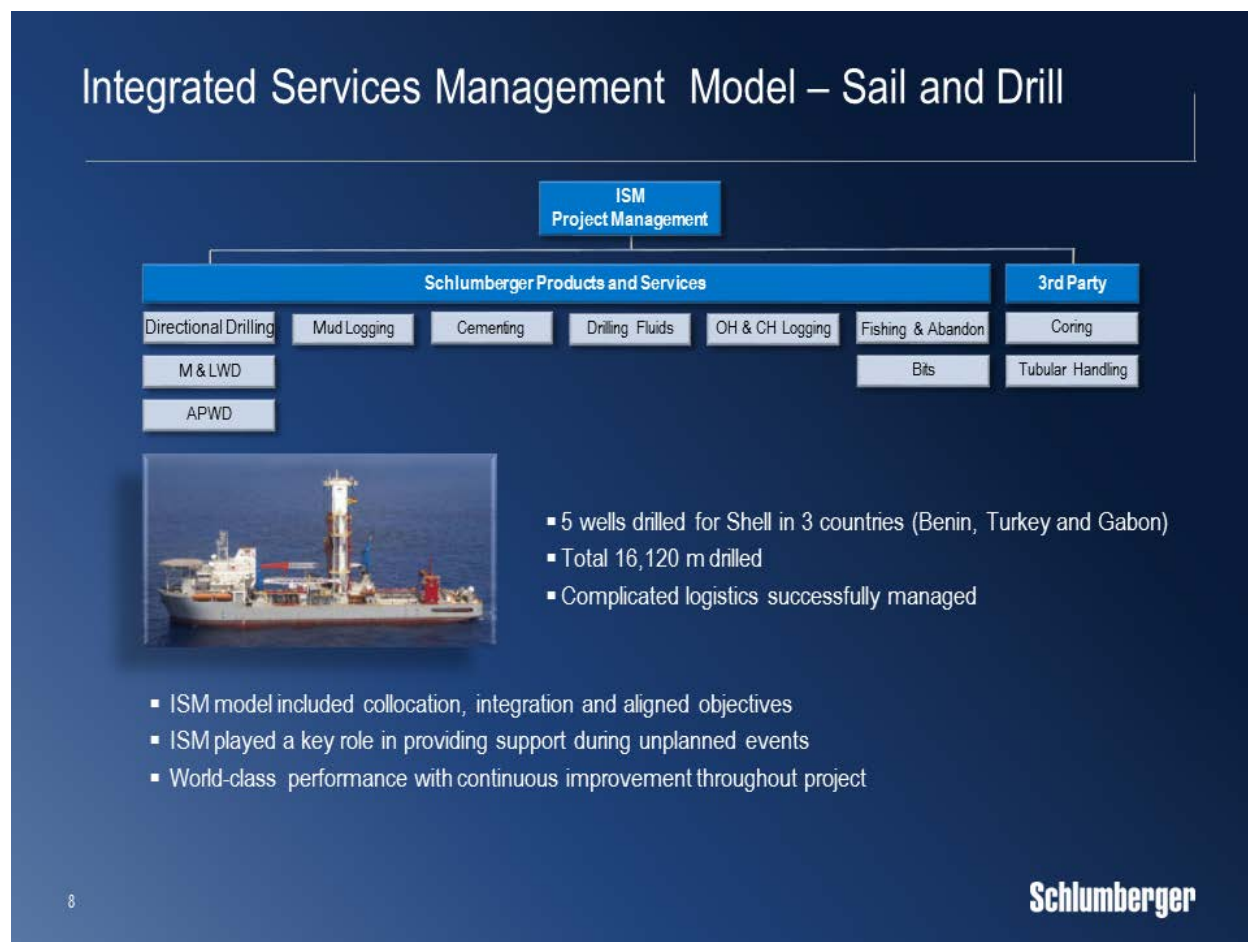 Integrated Services Management Model – Sail and Drill
ISM
Project Management
Schlumberger Products and Services
3rd Party
Directional Drilling
Mud Logging
Cementing
Drilling Fluids
OH & CH Logging
Fishing & Abandon
Coring
M & LWD
Bits
Tubular Handling
APWD
▪ 5 wells drilled for Shell in 3 countries (Benin, Turkey and Gabon)
▪ Total 16,120 m drilled
▪ Complicated logistics successfully managed
▪ ISM model included collocation, integration and aligned objectives
▪ ISM played a key role in providing support during unplanned events
▪ World-class performance with continuous improvement throughout project
8
Schlumberger